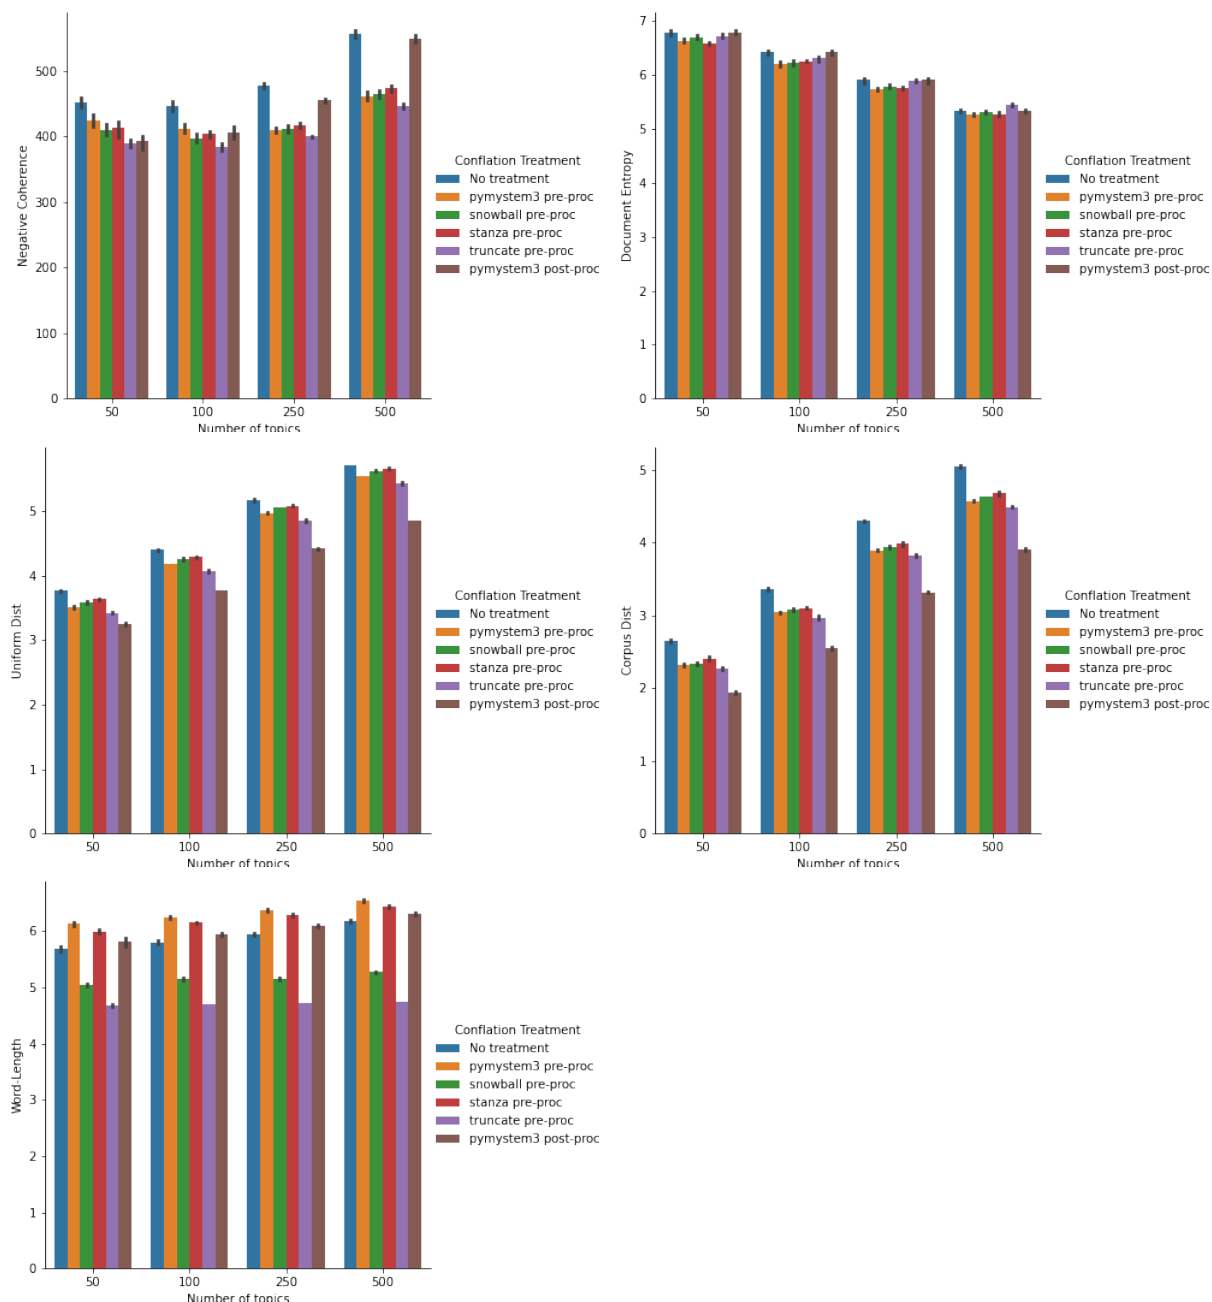 Negative Coherence
500
400
300
200
100
0
50 100 250 500
Number of topics
Conflation Treatment
No treatment
pymystem3 pre-proc
snowball pre-proc
stanza pre-proc
truncate pre-proc
pymystem3 post-proc
Document Entropy
7
6
5
4
3
2
1
0
50 100 250 500
Number of topics
Conflation Treatment
No treatment
pymystem3 pre-proc
snowball pre-proc
stanza pre-proc
truncate pre-proc
pymystem3 post-proc
Uniform Dist
5
4
3
2
1
0
50 100 250 500
Number of topics
Conflation Treatment
No treatment
pymystem3 pre-proc
snowball pre-proc
stanza pre-proc
truncate pre-proc
pymystem3 post-proc
Corpus Dist
5
4
3
2
1
0
50 100 250 500
Number of topics
Conflation Treatment
No treatment
pymystem3 pre-proc
snowball pre-proc
stanza pre-proc
truncate pre-proc
pymystem3 post-proc
Word-Length
6
5
4
3
2
1
0
50 100 250 500
Number of topics
Conflation Treatment
No treatment
pymystem3 pre-proc
snowball pre-proc
stanza pre-proc
truncate pre-proc
pymystem3 post-proc